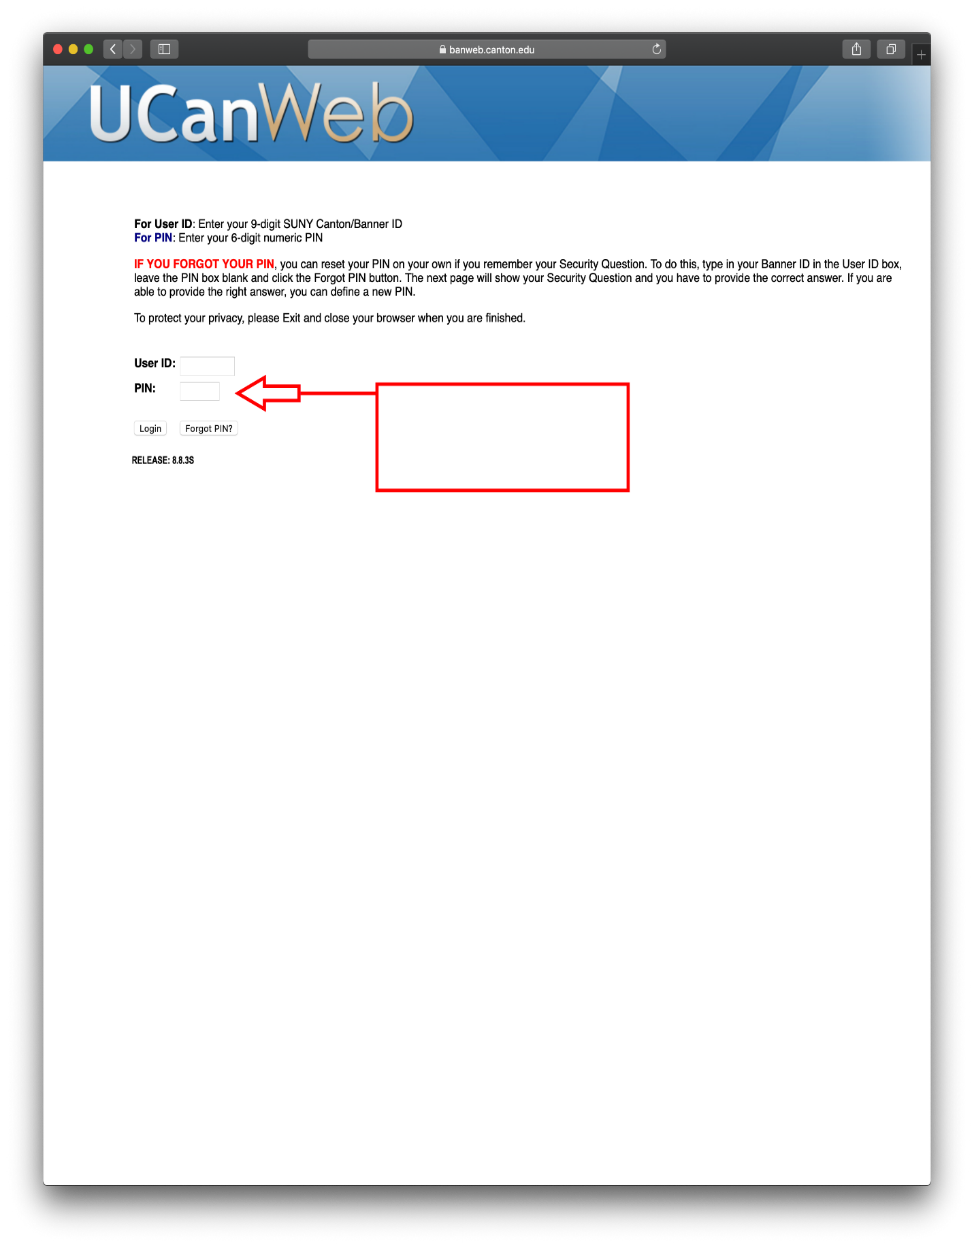 banweb.canton.edu
UCanWeb
For User ID: Enter your 9-digit SUNY Canton/Banner ID
For PIN: Enter your 6-digit numeric PIN
IF YOU FORGOT YOUR PIN, you can reset your PIN on your own if you remember your Security Question. To do this, type in your Banner ID in the User ID box,
leave the PIN box blank and click the Forgot PIN button. The next page will show your Security Question and you have to provide the correct answer. If you are
able to provide the right answer, you can define a new PIN.
To protect your privacy, please Exit and close your browser when you are finished.
User ID:
PIN:
Login Forgot PIN?
RELEASE: 8.8.3S